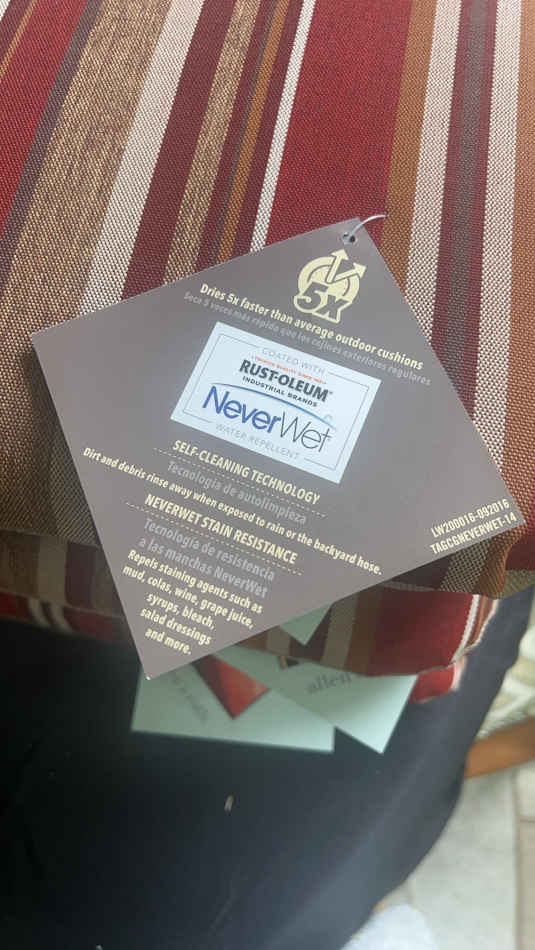 5x
Dries 5x faster than average outdoor cushions
Seca 5 veces más rápido que los cojines exteriores regulares
COATED WITH
RUST-OLEUM
INDUSTRIAL BRANDS
NeverWet
WATER REPELLENT
SELF-CLEANING TECHNOLOGY
Tecnología de autolimpieza
Dirt and debris rinse away when exposed to rain or the backyard hose.
NEVERWET STAIN RESISTANCE
Tecnología de resistencia
a las manchas NeverWet
Repels staining agents such as
mud, colas, wine, grape juice,
syrups, bleach,
salad dressings
and more.
LW200016-092016
TAGCGNEVERWET-14
allen